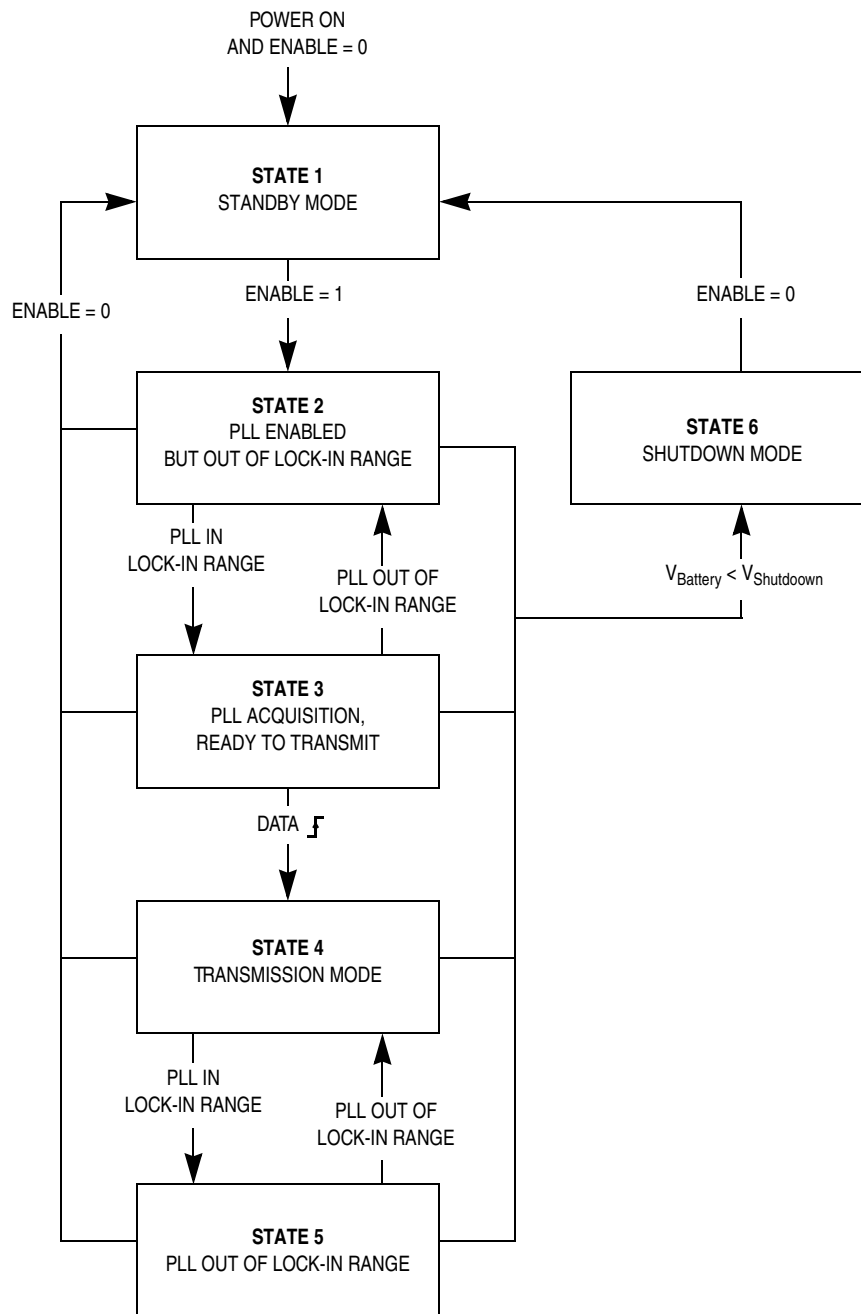 POWER ON
AND ENABLE = 0
STATE 1
STANDBY MODE
ENABLE = 1
ENABLE = 0
ENABLE = 0
STATE 2
PLL ENABLED
BUT OUT OF LOCK-IN RANGE
STATE 6
SHUTDOWN MODE
PLL IN
LOCK-IN RANGE
PLL OUT OF
LOCK-IN RANGE
VBattery < VShutdoown
STATE 3
PLL ACQUISITION,
READY TO TRANSMIT
DATA
STATE 4
TRANSMISSION MODE
PLL IN
LOCK-IN RANGE
PLL OUT OF
LOCK-IN RANGE
STATE 5
PLL OUT OF LOCK-IN RANGE